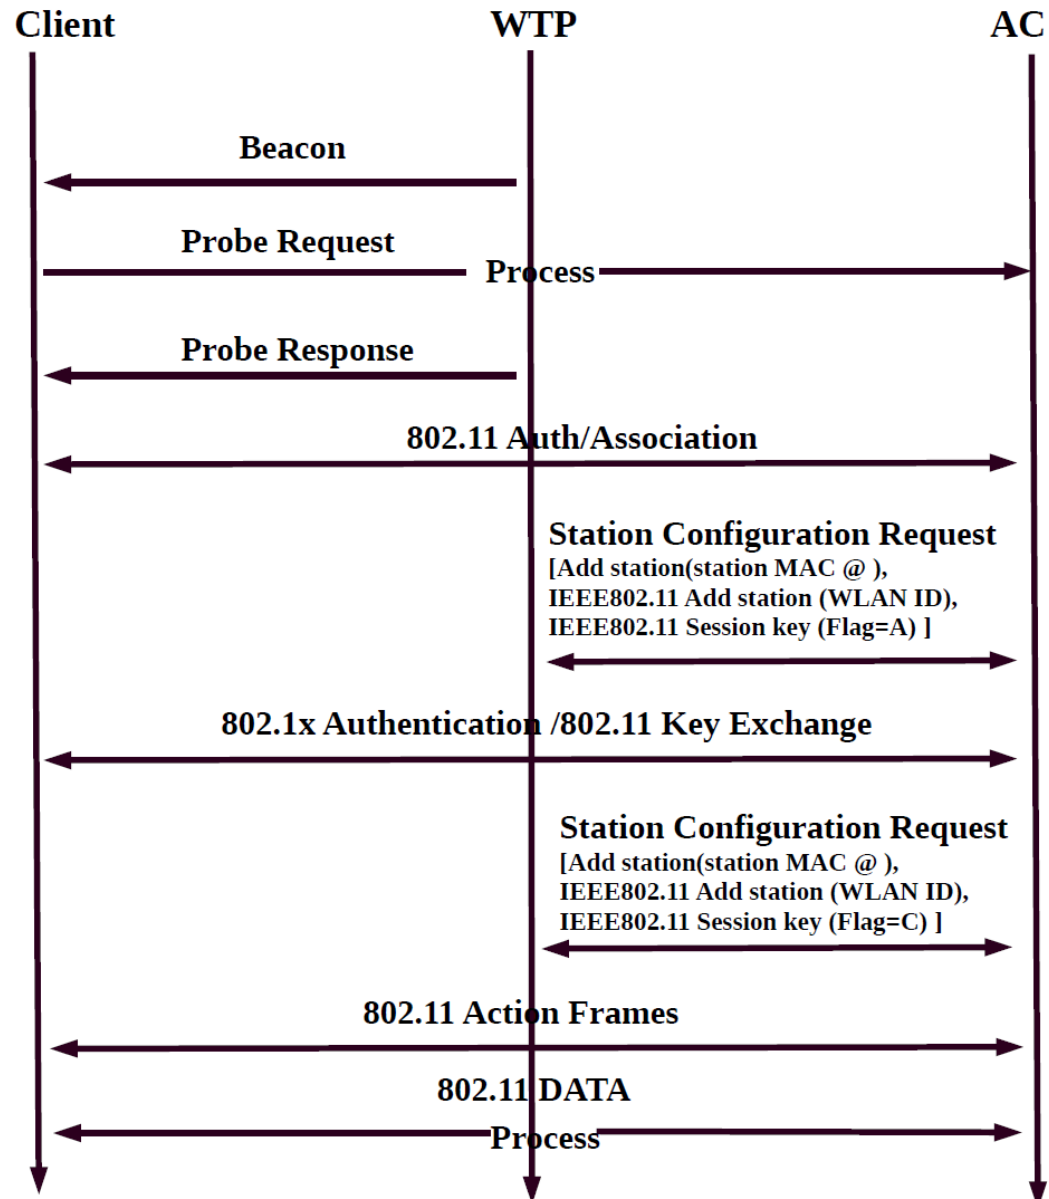 Client
WTP
AC
Beacon
Probe Request
Process
Probe Response
802.11 Auth/Association
Station Configuration Request
[Add station(station MAC @ ),
IEEE802.11 Add station (WLAN ID),
IEEE802.11 Session key (Flag=A) ]
802.1x Authentication /802.11 Key Exchange
Station Configuration Request
[Add station(station MAC @ ),
IEEE802.11 Add station (WLAN ID),
IEEE802.11 Session key (Flag=C) ]
802.11 Action Frames
802.11 DATA
Process